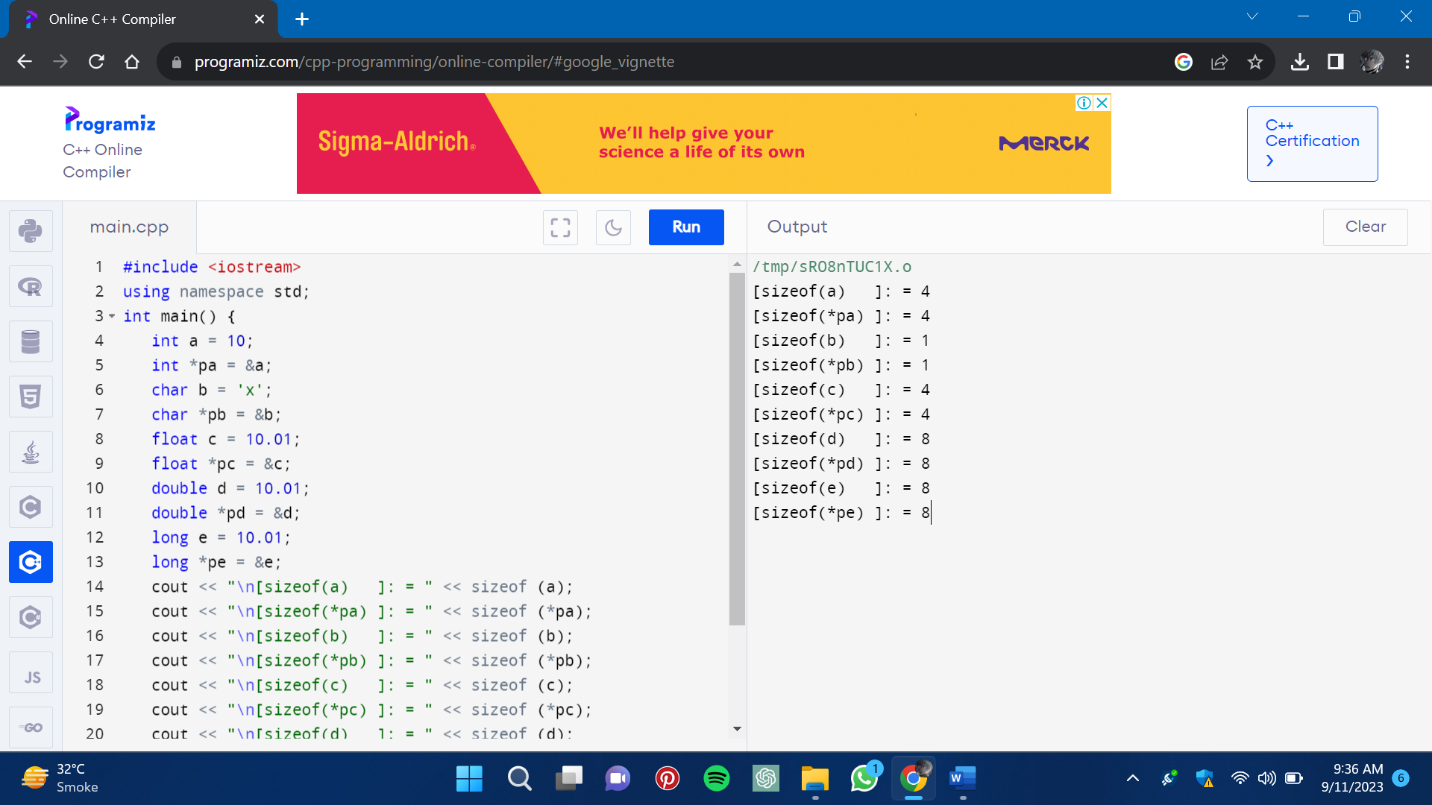 Online C++ Compiler
programiz.com/cpp-programming/online-compiler/#google_vignette
Programiz
C++ Online
Compiler
Sigma-Aldrich®
We'll help give your
science a life of its own
MERCK
C++
Certification
main.cpp
Run
Output
Clear
1 #include <iostream>
2 using namespace std;
3 int main() {
4    int a = 10;
5    int *pa = &a;
6    char b = 'x';
7    char *pb = &b;
8    float c = 10.01;
9    float *pc = &c;
10    double d = 10.01;
11    double *pd = &d;
12    long e = 10.01;
13    long *pe = &e;
14    cout << "\n[sizeof(a)   ]: = " << sizeof (a);
15    cout << "\n[sizeof(*pa) ]: = " << sizeof (*pa);
16    cout << "\n[sizeof(b)   ]: = " << sizeof (b);
17    cout << "\n[sizeof(*pb) ]: = " << sizeof (*pb);
18    cout << "\n[sizeof(c)   ]: = " << sizeof (c);
19    cout << "\n[sizeof(*pc) ]: = " << sizeof (*pc);
20    cout << "\n[sizeof(d)   ]: = " << sizeof (d);
/tmp/sRO8nTUC1X.o
[sizeof(a)   ]: = 4
[sizeof(*pa) ]: = 4
[sizeof(b)   ]: = 1
[sizeof(*pb) ]: = 1
[sizeof(c)   ]: = 4
[sizeof(*pc) ]: = 4
[sizeof(d)   ]: = 8
[sizeof(*pd) ]: = 8
[sizeof(e)   ]: = 8
[sizeof(*pe) ]: = 8
JS
GO
32°C
Smoke
1
9:36 AM
9/11/2023
6